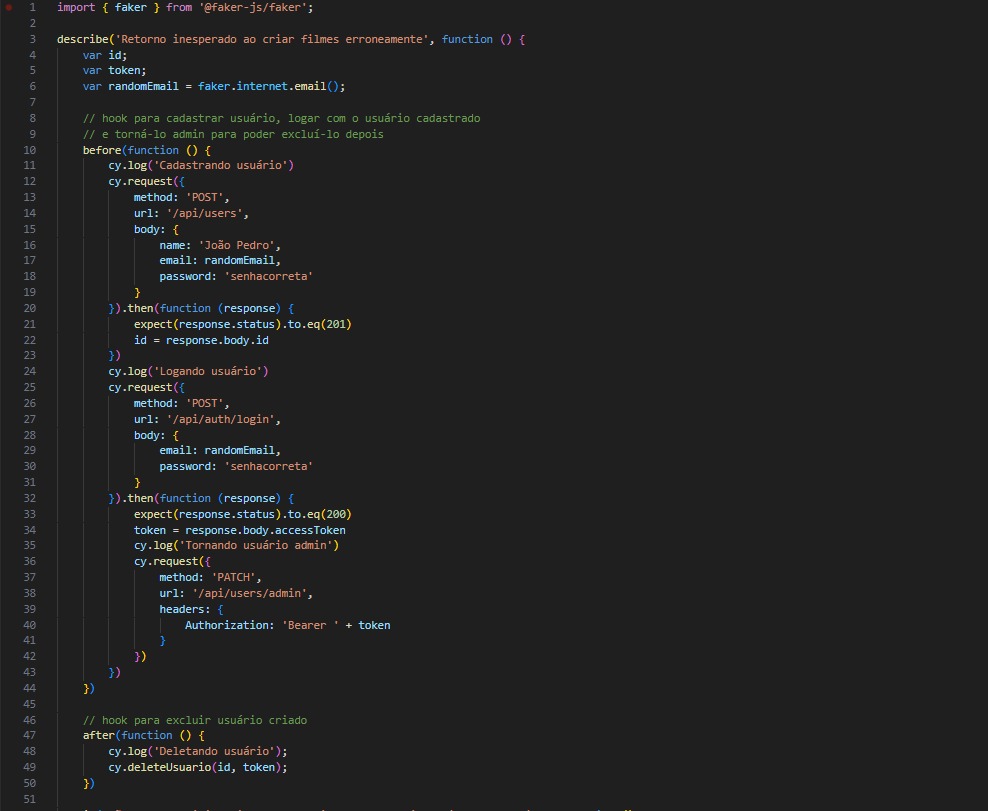 1 import { faker } from '@faker-js/faker';
2
3 describe('Retorno inesperado ao criar filmes erroneamente', function () {
4 var id;
5 var token;
6 var randomEmail = faker.internet.email();
7
8 // hook para cadastrar usuário, logar com o usuário cadastrado
9 // e torná-lo admin para poder excluí-lo depois
10 before(function () {
11 cy.log('Cadastrando usuário')
12 cy.request({
13 method: 'POST',
14 url: '/api/users',
15 body: {
16 name: 'João Pedro',
17 email: randomEmail,
18 password: 'senhacorreta'
19 }
20 }).then(function (response) {
21 expect(response.status).to.eq(201)
22 id = response.body.id
23 })
24 cy.log('Logando usuário')
25 cy.request({
26 method: 'POST',
27 url: '/api/auth/login',
28 body: {
29 email: randomEmail,
30 password: 'senhacorreta'
31 }
32 }).then(function (response) {
33 expect(response.status).to.eq(200)
34 token = response.body.accessToken
35 cy.log('Tornando usuário admin')
36 cy.request({
37 method: 'PATCH',
38 url: '/api/users/admin',
39 headers: {
40 Authorization: 'Bearer ' + token
41 }
42 })
43 })
44 })
45
46 // hook para excluir usuário criado
47 after(function () {
48 cy.log('Deletando usuário');
49 cy.deleteUsuario(id, token);
50 })
51